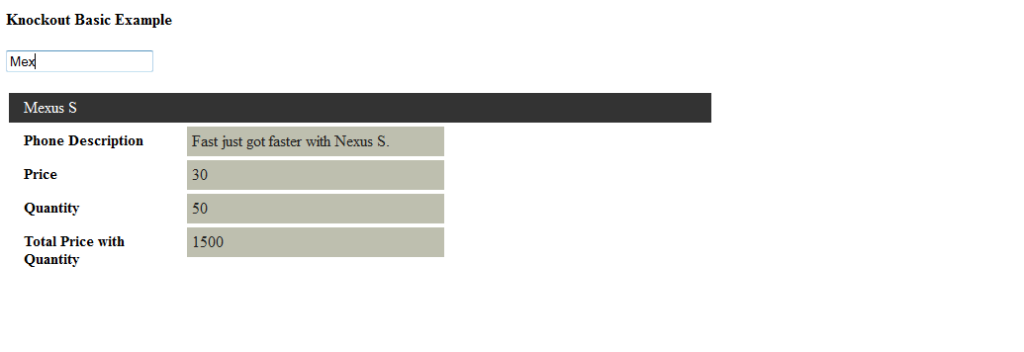 Knockout Basic Example
Mex
Mexus S
Phone Description Fast just got faster with Nexus S.
Price 30
Quantity 50
Total Price with 1500
Quantity